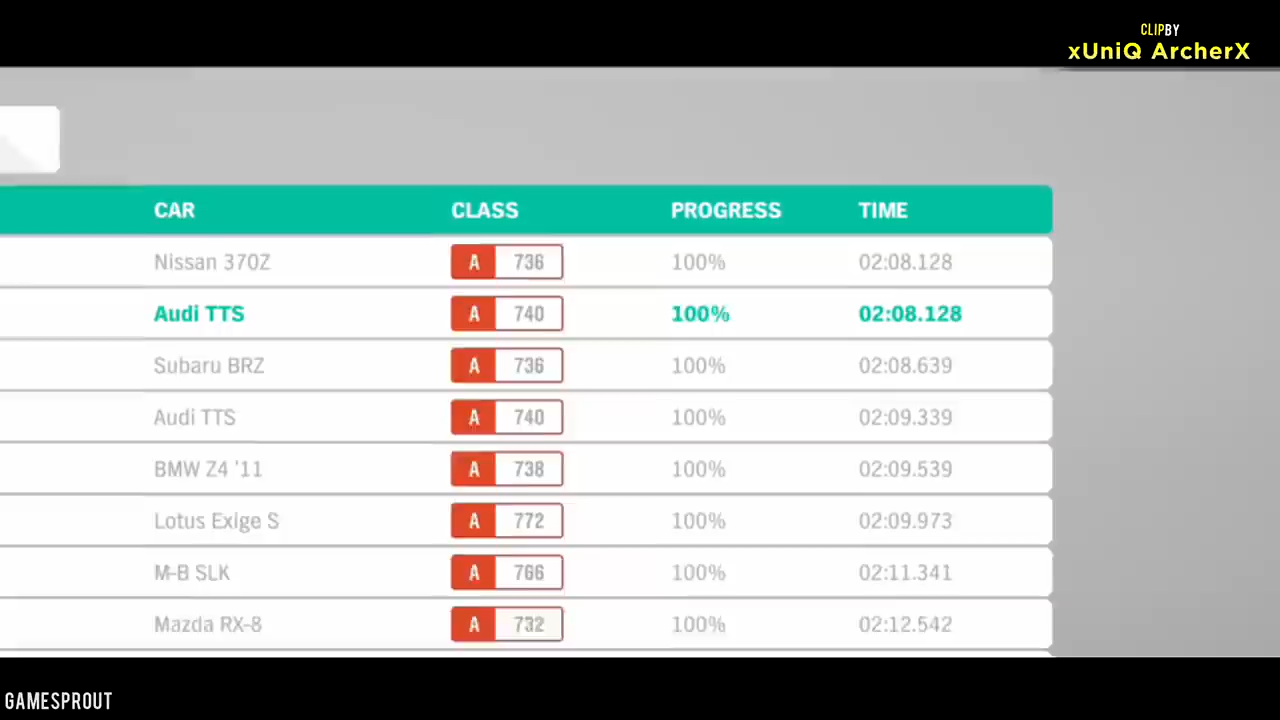 CLIPBY
xUniQ ArcherX
CAR CLASS PROGRESS TIME
Nissan 370Z A 736 100% 02:08.128
Audi TTS A 740 100% 02:08.128
Subaru BRZ A 736 100% 02:08.639
Audi TTS A 740 100% 02:09.339
BMW Z4 '11 A 738 100% 02:09.539
Lotus Exige S A 772 100% 02:09.973
M-B SLK A 766 100% 02:11.341
Mazda RX-8 A 732 100% 02:12.542
GAMESPROUT